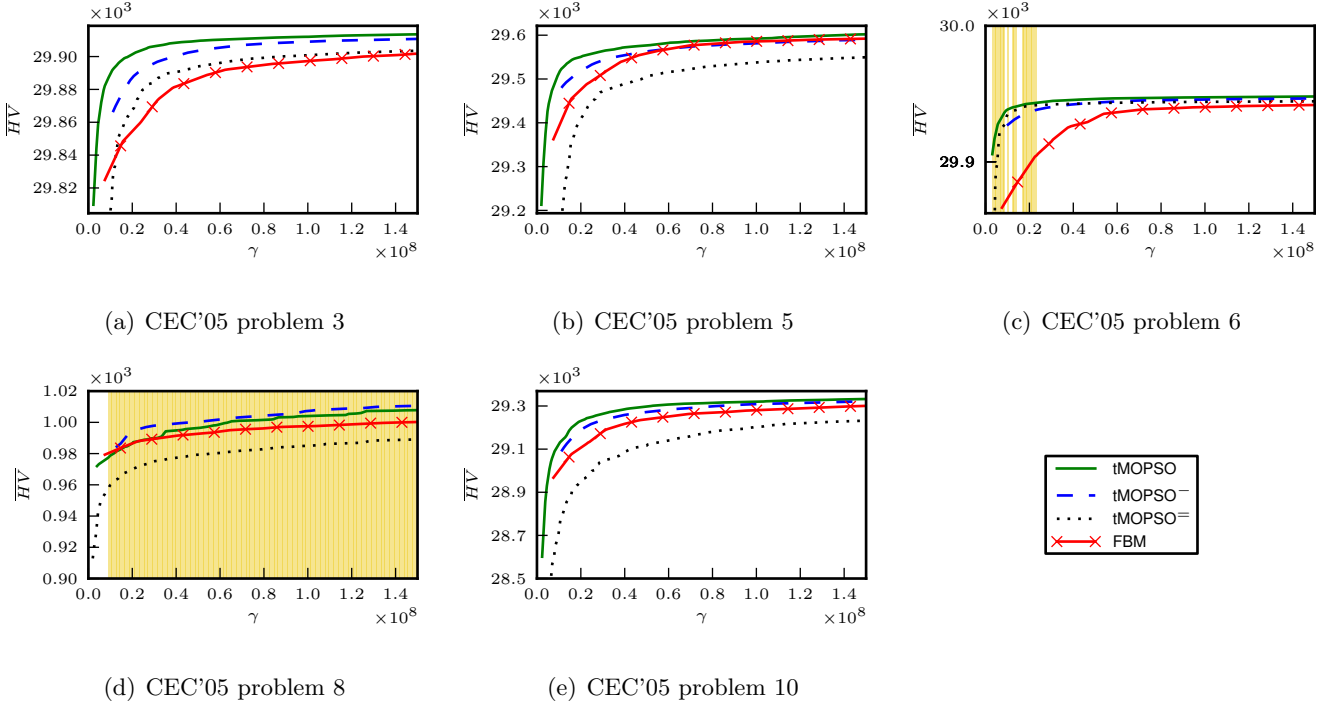 ×10³
29.90
29.88
29.86
29.84
29.82
HV
0.0 0.2 0.4 0.6 0.8 1.0 1.2 1.4
γ ×10⁸
(a) CEC'05 problem 3
×10³
29.6
29.5
29.4
29.3
29.2
HV
0.0 0.2 0.4 0.6 0.8 1.0 1.2 1.4
γ ×10⁸
(b) CEC'05 problem 5
×10³
30.0
29.9
HV
0.0 0.2 0.4 0.6 0.8 1.0 1.2 1.4
γ ×10⁸
(c) CEC'05 problem 6
×10³
1.02
1.00
0.98
0.96
0.94
0.92
0.90
HV
0.0 0.2 0.4 0.6 0.8 1.0 1.2 1.4
γ ×10⁸
(d) CEC'05 problem 8
×10³
29.3
29.1
28.9
28.7
28.5
HV
0.0 0.2 0.4 0.6 0.8 1.0 1.2 1.4
γ ×10⁸
(e) CEC'05 problem 10
tMOPSO
tMOPSO⁻
tMOPSO⁼
FBM